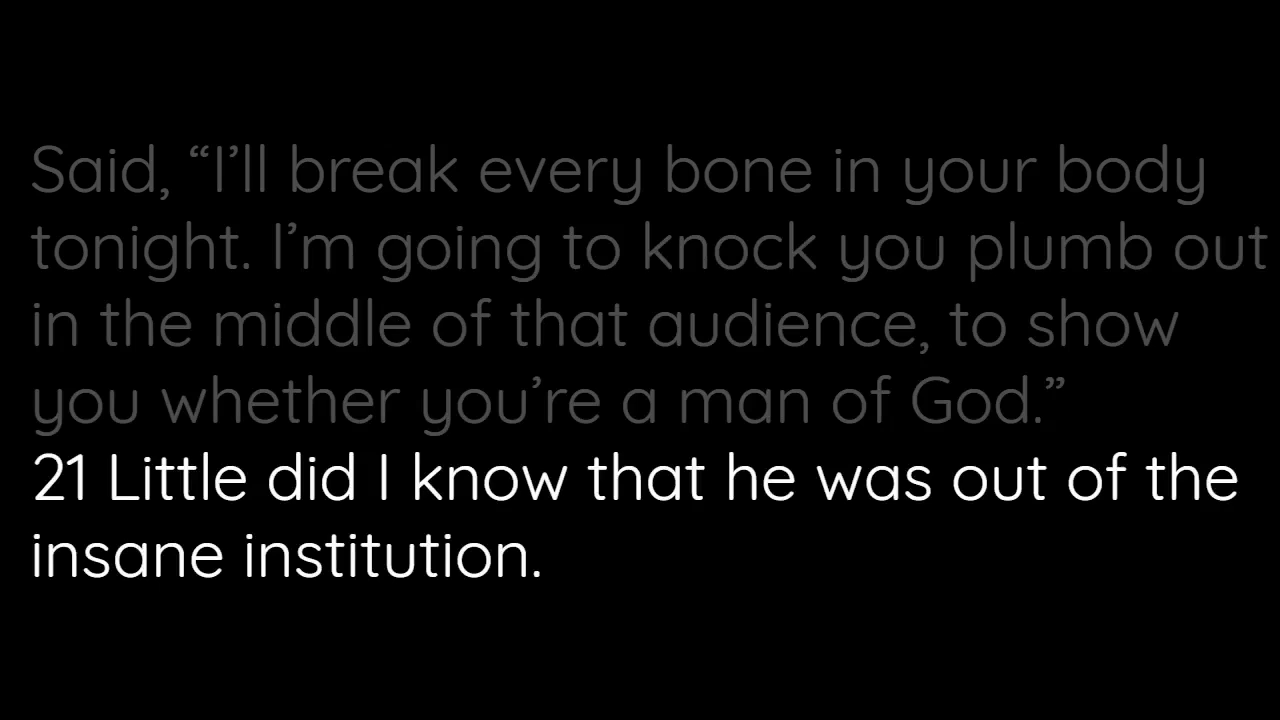 Said, “I’ll break every bone in your body
tonight. I’m going to knock you plumb out
in the middle of that audience, to show
you whether you’re a man of God.”
21 Little did I know that he was out of the
insane institution.